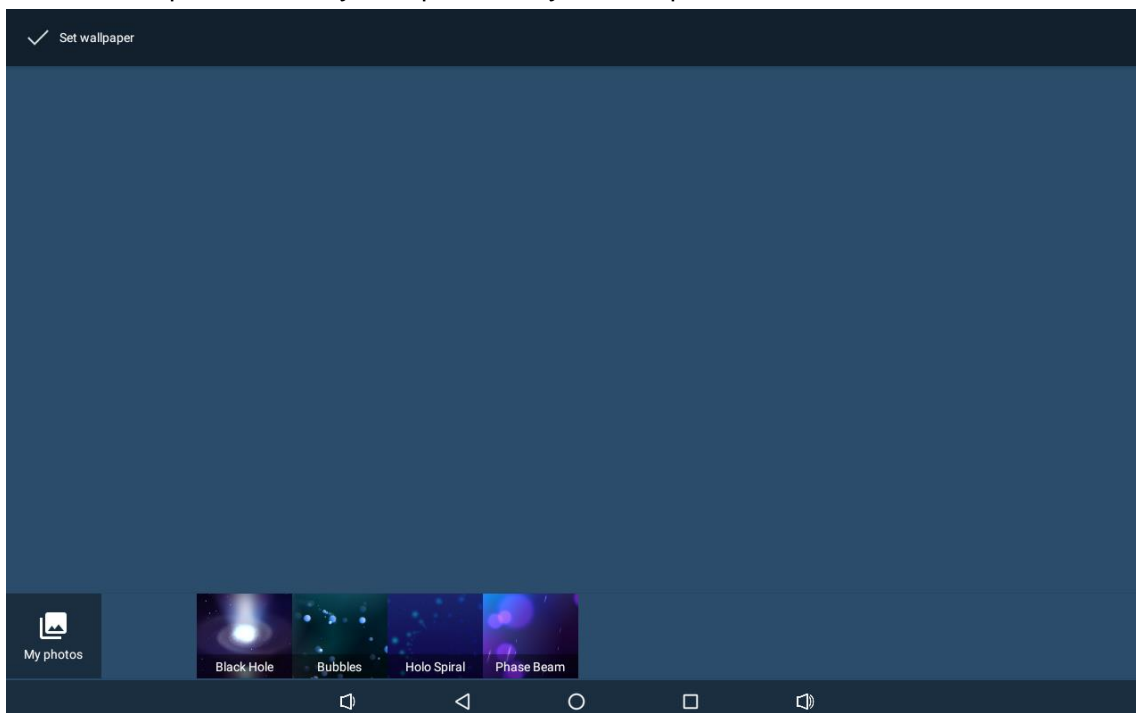 Set wallpaper
My photos
Black Hole
Bubbles
Holo Spiral
Phase Beam